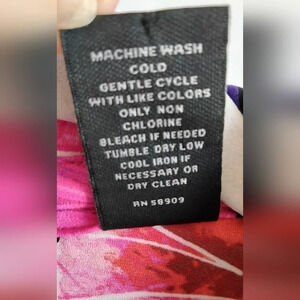 MACHINE WASH
COLD
GENTLE CYCLE
WITH LIKE COLORS
ONLY NON
CHLORINE
BLEACH IF NEEDED
TUMBLE DRY LOW
COOL IRON IF
NECESSARY OR
DRY CLEAN
RN 58909